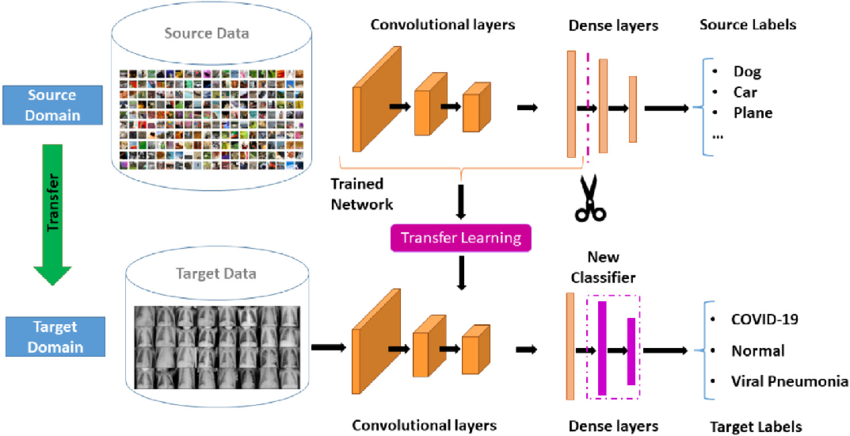 Convolutional layers
Dense layers
Source Labels
Source Data
Source
Domain
• Dog
• Car
• Plane
...
Transfer
Trained
Network
Transfer Learning
Target Data
New
Classifier
Target
Domain
• COVID-19
• Normal
• Viral Pneumonia
Convolutional layers
Dense layers
Target Labels